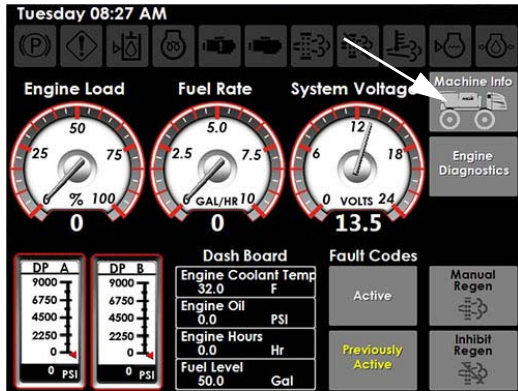 Tuesday 08:27 AM
Engine Load
Fuel Rate
System Voltage
Machine Info
50
5.0
12
25
75
2.5
7.5
6
18
% 100
GAL/HR 10
0 VOLTS 24
0
0
13.5
Engine
Diagnostics
DP A
DP B
9000
9000
6750
6750
4500
4500
2250
2250
0
0
0 PSI
0 PSI
Dash Board
Engine Coolant Temp
32.0 F
Engine Oil
0.0 PSI
Engine Hours
0.0 Hr
Fuel Level
50.0 Gal
Fault Codes
Active
Previously
Active
Manual
Regen
Inhibit
Regen